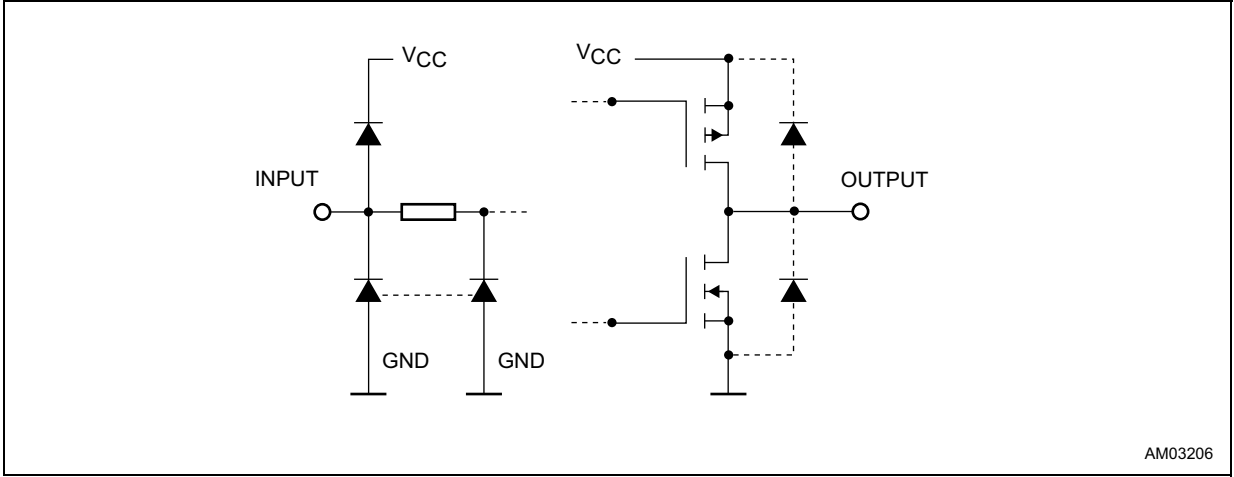 VCC
VCC
INPUT
OUTPUT
GND
GND
AM03206